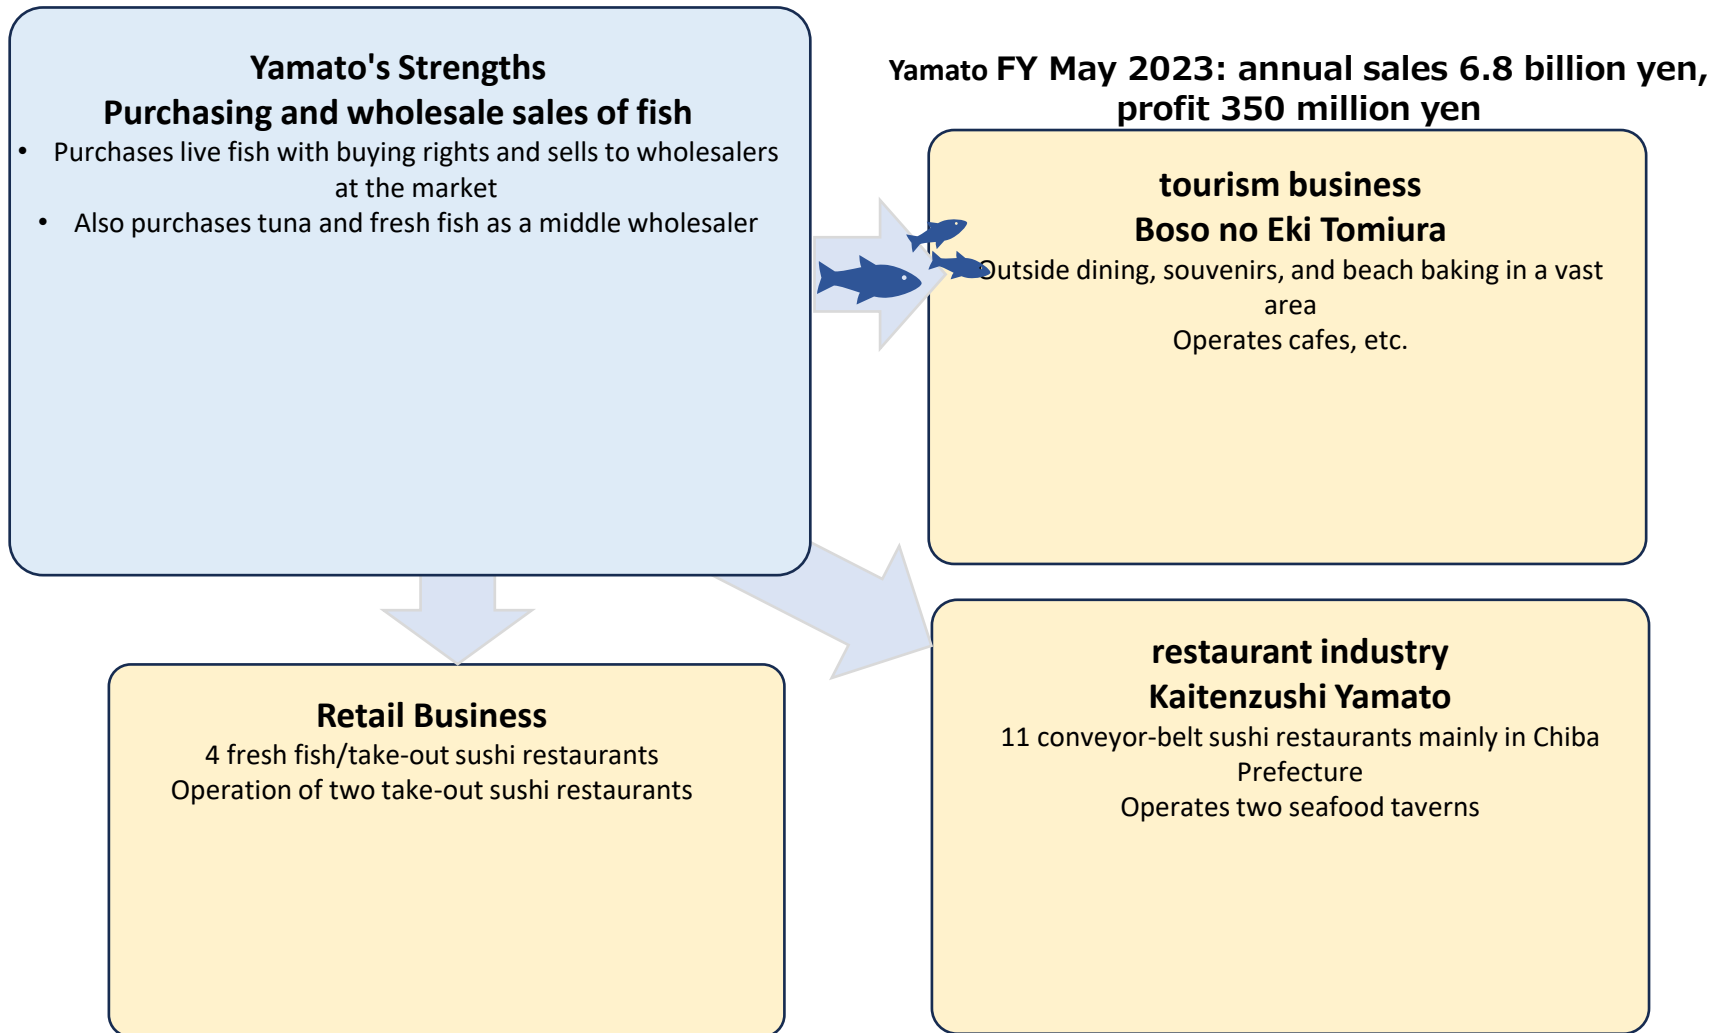 Yamato's Strengths
Purchasing and wholesale sales of fish
• Purchases live fish with buying rights and sells to wholesalers
at the market
• Also purchases tuna and fresh fish as a middle wholesaler
Yamato FY May 2023: annual sales 6.8 billion yen,
profit 350 million yen
tourism business
Boso no Eki Tomiura
Outside dining, souvenirs, and beach baking in a vast
area
Operates cafes, etc.
Retail Business
4 fresh fish/take-out sushi restaurants
Operation of two take-out sushi restaurants
restaurant industry
Kaitenzushi Yamato
11 conveyor-belt sushi restaurants mainly in Chiba
Prefecture
Operates two seafood taverns